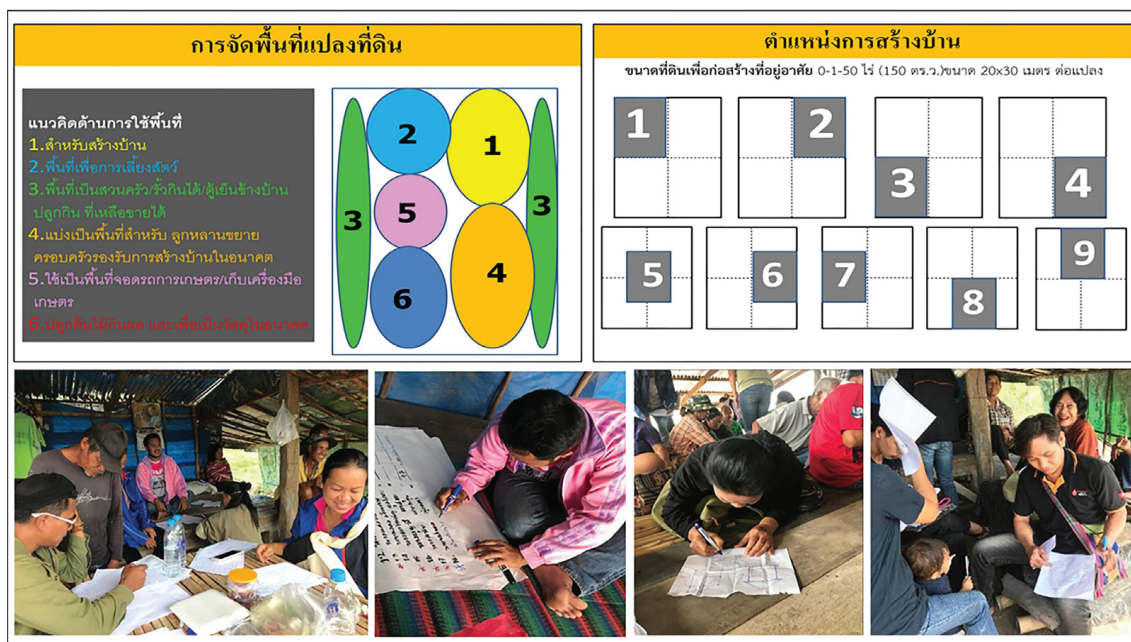 การจัดพื้นที่แปลงที่ดิน
แนวคิดด้านการใช้พื้นที่
1.สำหรับสร้างบ้าน
2.พื้นที่เพื่อการเลี้ยงสัตว์
3.พื้นที่เป็นสวนครัว/รั้วกินได้/ตู้เย็นข้างบ้าน
ปลูกกิน ที่เหลือขายได้
4.แบ่งเป็นพื้นที่สำหรับ ลูกหลานขยาย
ครอบครัวรองรับการสร้างบ้านในอนาคต
5.ใช้เป็นพื้นที่จอดรถการเกษตร/เก็บเครื่องมือ
เกษตร
6.ปลูกต้นไม้กินผล และเพื่อเป็นวัสดุในอนาคต
2
1
3
5
3
4
6
ตำแหน่งการสร้างบ้าน
ขนาดที่ดินเพื่อก่อสร้างที่อยู่อาศัย 0-1-50 ไร่ (150 ตร.ว.)ขนาด 20x30 เมตร ต่อแปลง
1
2
3
4
5
6
7
8
9